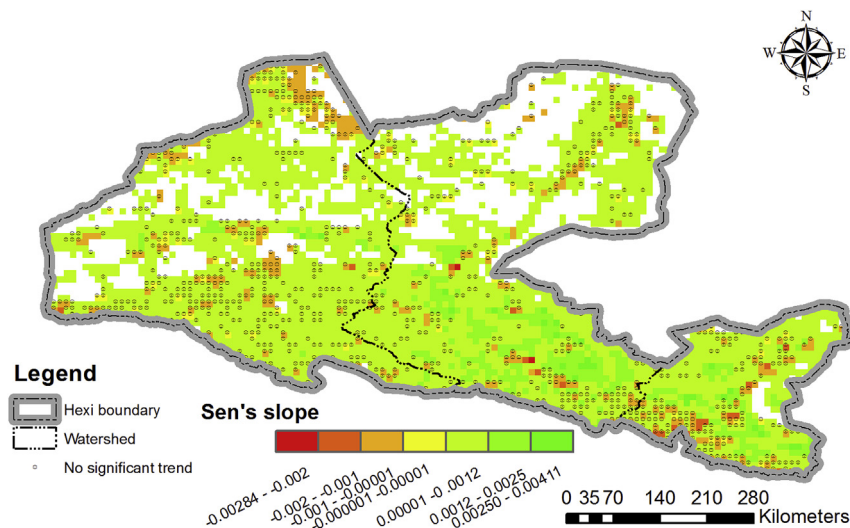 N
W E
S
Legend
Hexi boundary
Watershed
No significant trend
Sen's slope
-0.00284 - -0.002
-0.002 - -0.001
-0.001 - -0.00001
-0.000001 - 0.00001
0.00001 - 0.0012
0.0012 - 0.0025
0.00250 - 0.00411
0 35 70 140 210 280
Kilometers